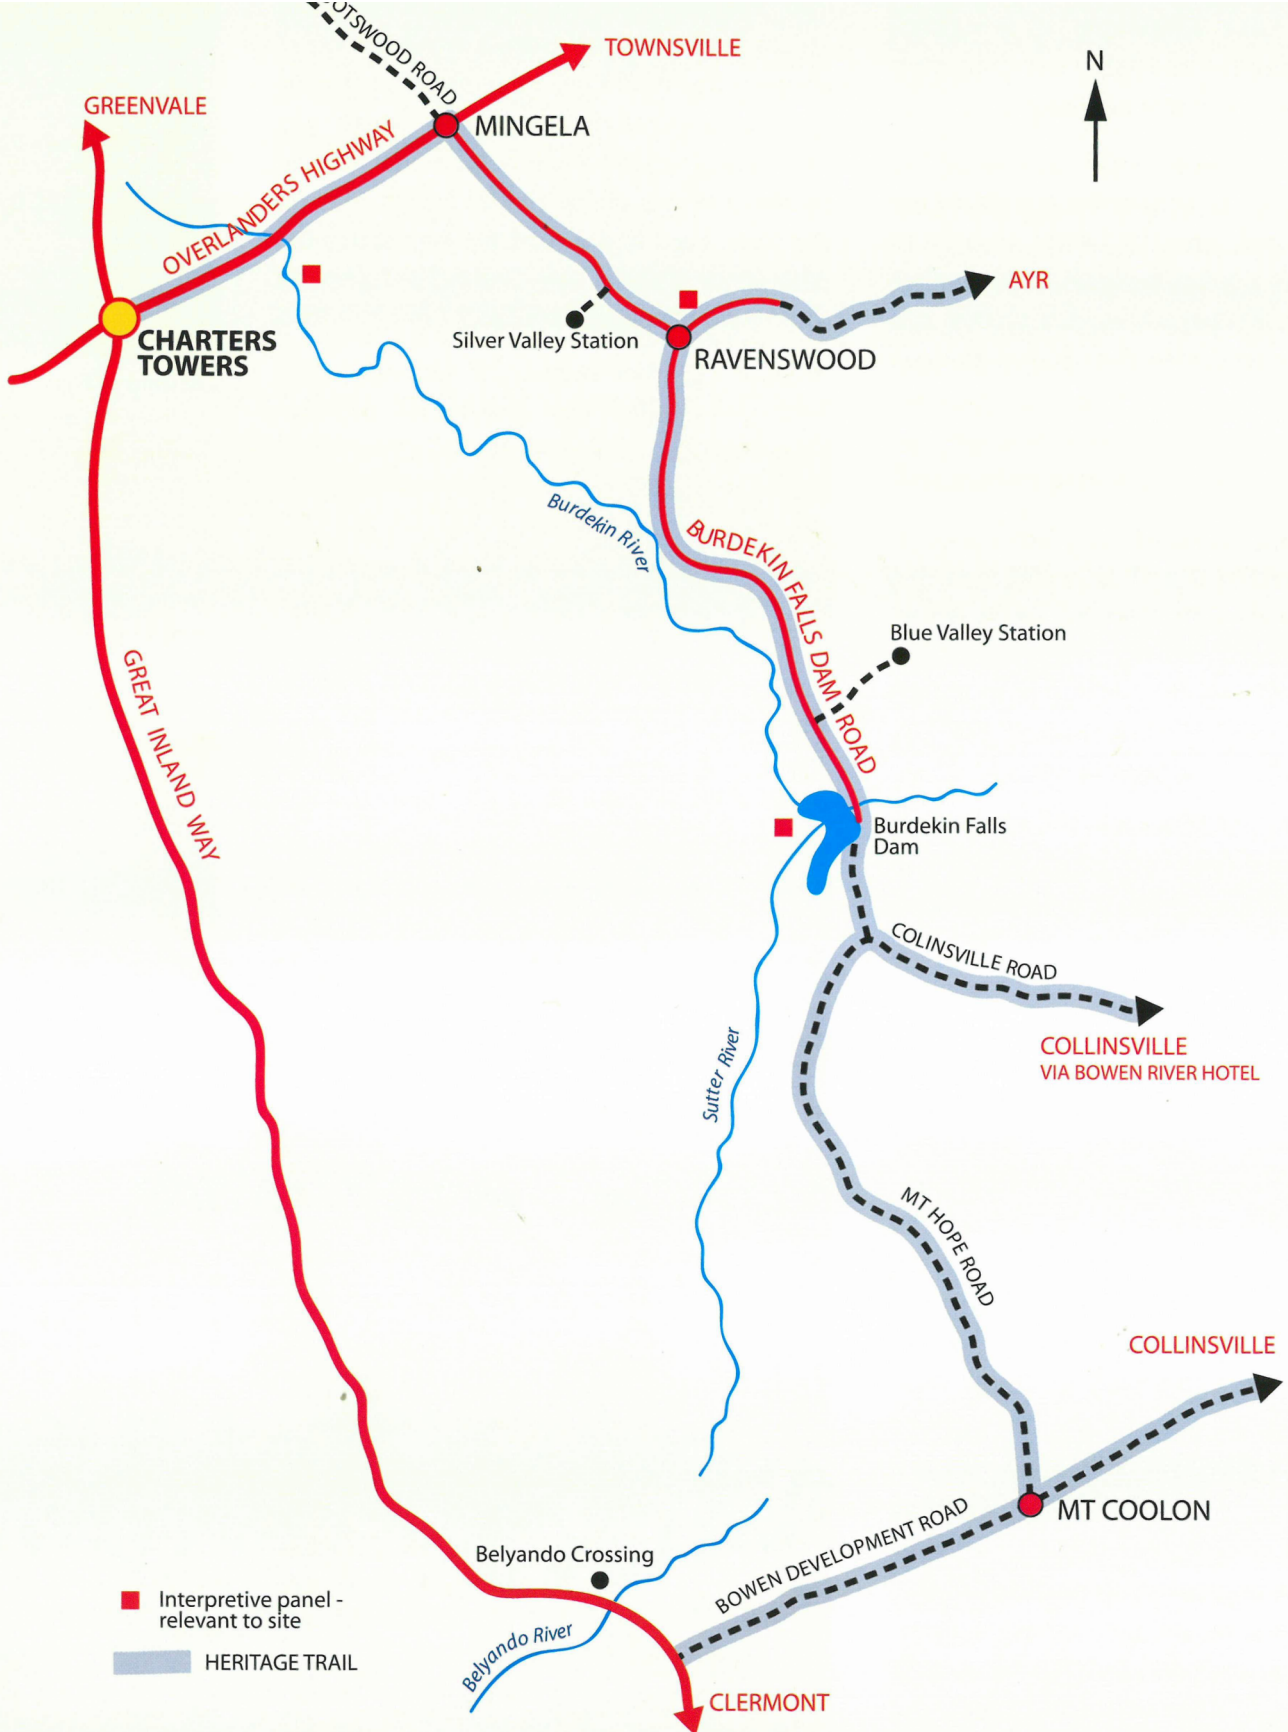 OTSWOOD ROAD
TOWNSVILLE
N
GREENVALE
MINGELA
OVERLANDERS HIGHWAY
AYR
CHARTERS
TOWERS
Silver Valley Station
RAVENSWOOD
Burdekin River
BURDEKIN FALLS DAM ROAD
Blue Valley Station
GREAT INLAND WAY
Burdekin Falls
Dam
COLINSVILLE ROAD
COLLINSVILLE
VIA BOWEN RIVER HOTEL
Sutter River
MT HOPE ROAD
COLLINSVILLE
MT COOLON
BOWEN DEVELOPMENT ROAD
Belyando Crossing
Belyando River
Interpretive panel -
relevant to site
HERITAGE TRAIL
CLERMONT